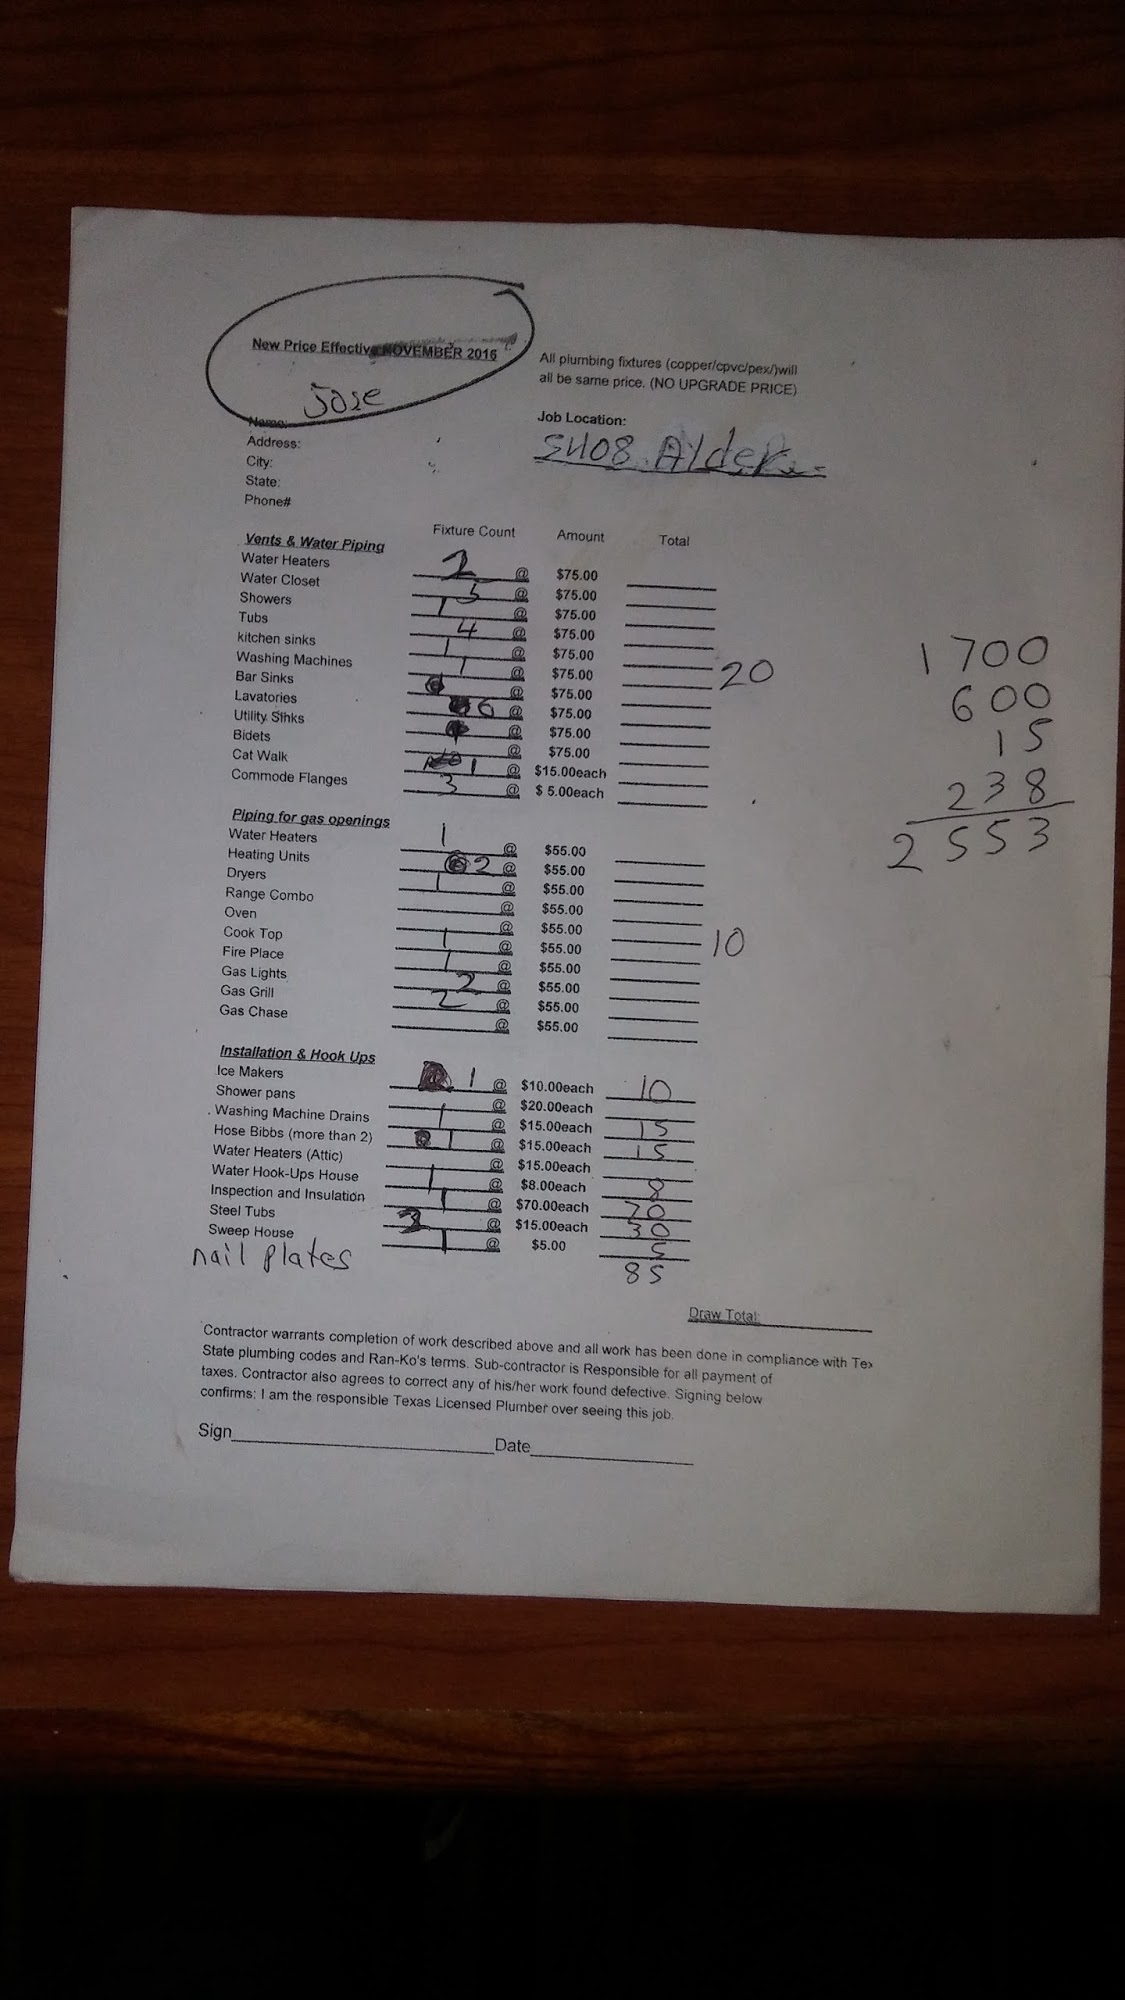 New Price Effective NOVEMBER 2016
Jose
All plumbing fixtures (copper/cpvc/pex/)will
all be same price. (NO UPGRADE PRICE)
Name:
Address:
City:
State:
Phone#
Job Location:
5408 Alder
Fixture Count Amount Total
Vents & Water Piping
Water Heaters 2 @ $75.00
Water Closet 5 @ $75.00
Showers 1 @ $75.00
Tubs 4 @ $75.00
kitchen sinks 1 @ $75.00
Washing Machines 1 @ $75.00 20
Bar Sinks @ $75.00
Lavatories 6 @ $75.00
Utility Sinks @ $75.00
Bidets @ $75.00
Cat Walk 1 @ $15.00each
Commode Flanges 3 @ $ 5.00each
Piping for gas openings
Water Heaters 1 @ $55.00
Heating Units 2 @ $55.00
Dryers 1 @ $55.00
Range Combo @ $55.00
Oven @ $55.00
Cook Top 1 @ $55.00 10
Fire Place 1 @ $55.00
Gas Lights 2 @ $55.00
Gas Grill 2 @ $55.00
Gas Chase @ $55.00
Installation & Hook Ups
Ice Makers 1 @ $10.00each 10
Shower pans @ $20.00each
Washing Machine Drains 1 @ $15.00each 15
Hose Bibbs (more than 2) 1 @ $15.00each 15
Water Heaters (Attic) @ $15.00each
Water Hook-Ups House 1 @ $8.00each 8
Inspection and Insulation 1 @ $70.00each 70
Steel Tubs @ $15.00each 30
Sweep House 1 @ $5.00 5
nail plates 85
1700
600
15
238
2553
Draw Total:
Contractor warrants completion of work described above and all work has been done in compliance with Tex
State plumbing codes and Ran-Ko's terms. Sub-contractor is Responsible for all payment of
taxes. Contractor also agrees to correct any of his/her work found defective. Signing below
confirms: I am the responsible Texas Licensed Plumber over seeing this job.
Sign Date